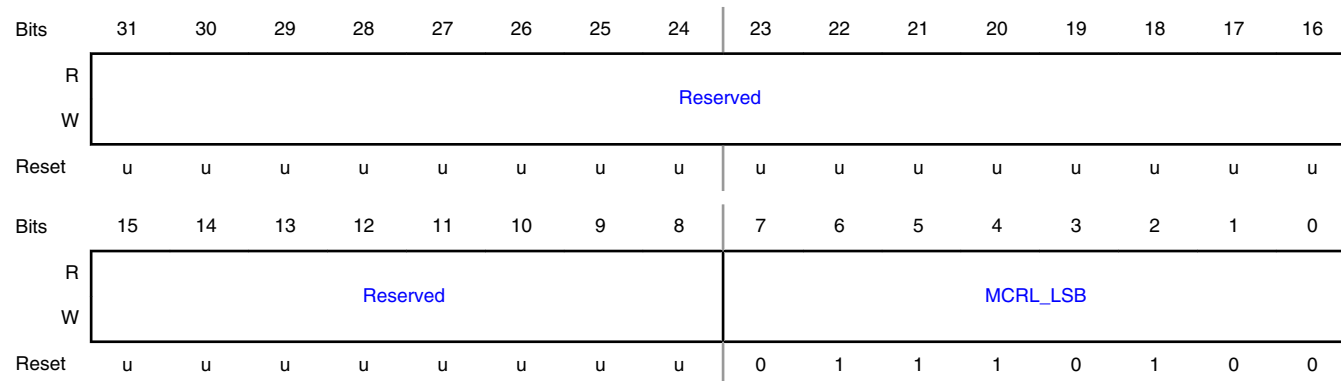 Bits 31 30 29 28 27 26 25 24 23 22 21 20 19 18 17 16
R
Reserved
W
Reset u u u u u u u u u u u u u u u u
Bits 15 14 13 12 11 10 9 8 7 6 5 4 3 2 1 0
R
Reserved MCRL_LSB
W
Reset u u u u u u u u 0 1 1 1 0 1 0 0